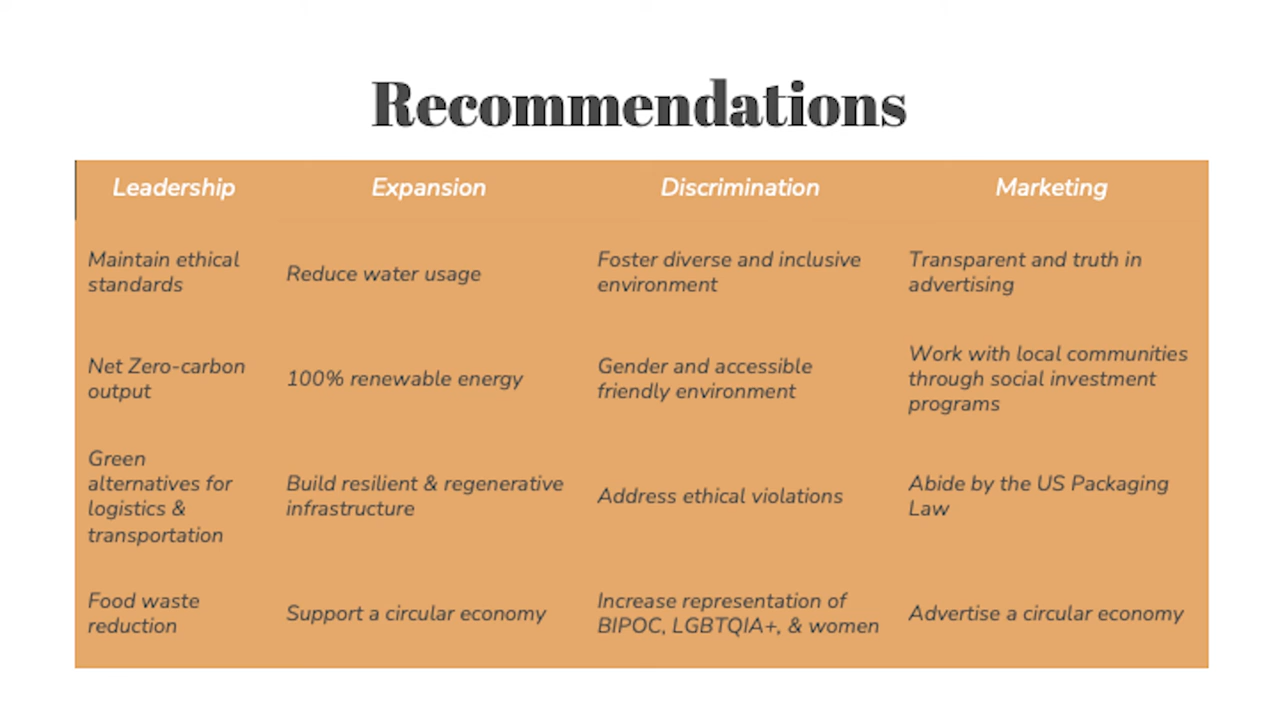 Recommendations
Leadership
Expansion
Discrimination
Marketing
Maintain ethical
standards
Reduce water usage
Foster diverse and inclusive
environment
Transparent and truth in
advertising
Net Zero-carbon
output
100% renewable energy
Gender and accessible
friendly environment
Work with local communities
through social investment
programs
Green
alternatives for
logistics &
transportation
Build resilient & regenerative
infrastructure
Address ethical violations
Abide by the US Packaging
Law
Food waste
reduction
Support a circular economy
Increase representation of
BIPOC, LGBTQIA+, & women
Advertise a circular economy